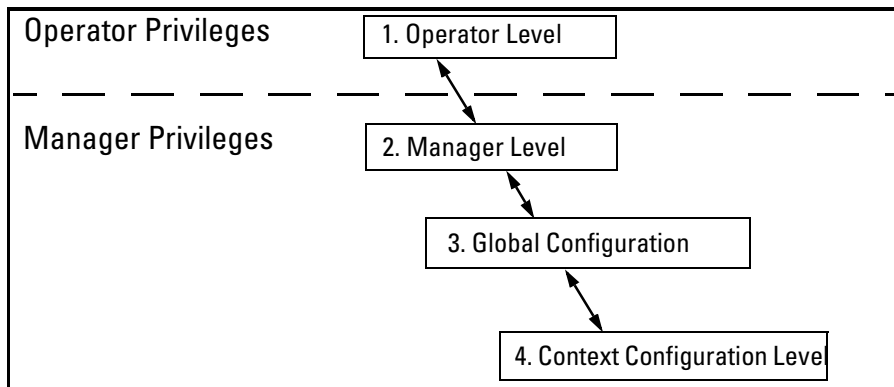 Operator Privileges
1. Operator Level
Manager Privileges
2. Manager Level
3. Global Configuration
4. Context Configuration Level